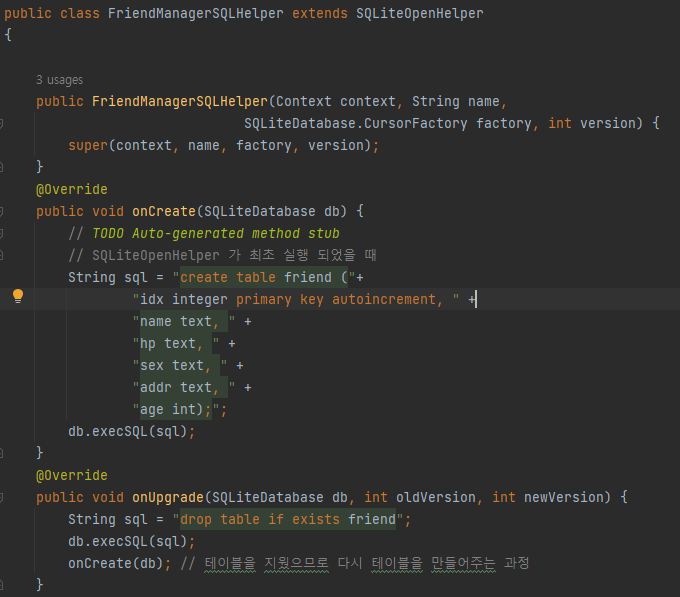 public class FriendManagerSQLHelper extends SQLiteOpenHelper
{
3 usages
public FriendManagerSQLHelper(Context context, String name,
SQLiteDatabase.CursorFactory factory, int version) {
super(context, name, factory, version);
}
@Override
public void onCreate(SQLiteDatabase db) {
// TODO Auto-generated method stub
// SQLiteOpenHelper 가 최초 실행 되었을 때
String sql = "create table friend ("+
"idx integer primary key autoincrement, " +
"name text, " +
"hp text, " +
"sex text, " +
"addr text, " +
"age int);";
db.execSQL(sql);
}
@Override
public void onUpgrade(SQLiteDatabase db, int oldVersion, int newVersion) {
String sql = "drop table if exists friend";
db.execSQL(sql);
onCreate(db); // 테이블을 지웠으므로 다시 테이블을 만들어주는 과정
}